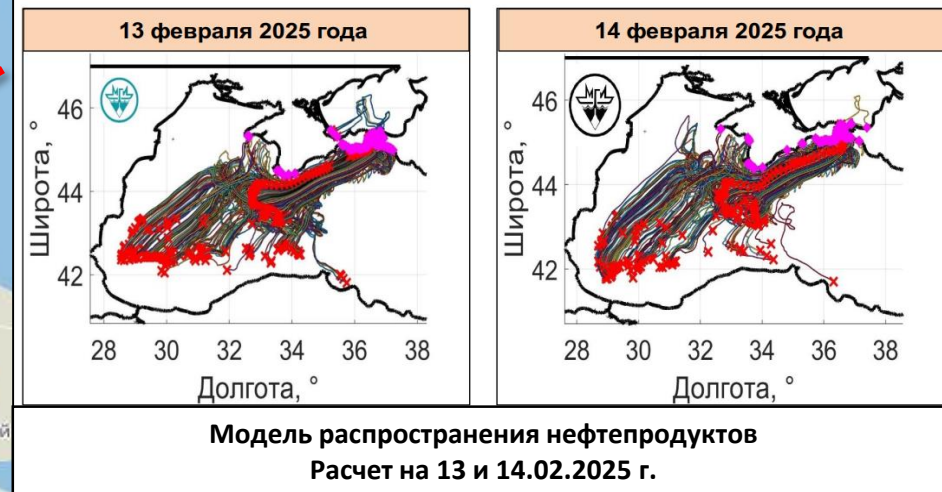 13 февраля 2025 года
14 февраля 2025 года
МГИ
МГИ
Широта, °
46
44
42
28 30 32 34 36 38
Долгота, °
Широта, °
46
44
42
28 30 32 34 36 38
Долгота, °
й
Модель распространения нефтепродуктов
Расчет на 13 и 14.02.2025 г.